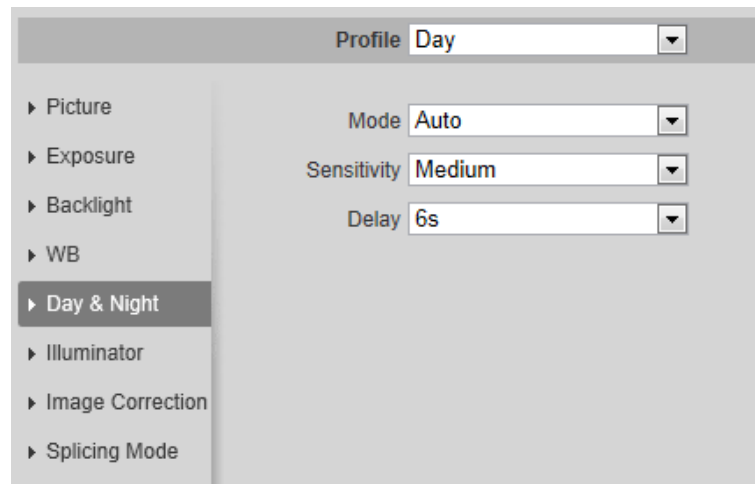 Profile Day
Picture
Mode Auto
Exposure
Sensitivity Medium
Backlight
Delay 6s
WB
Day & Night
Illuminator
Image Correction
Splicing Mode